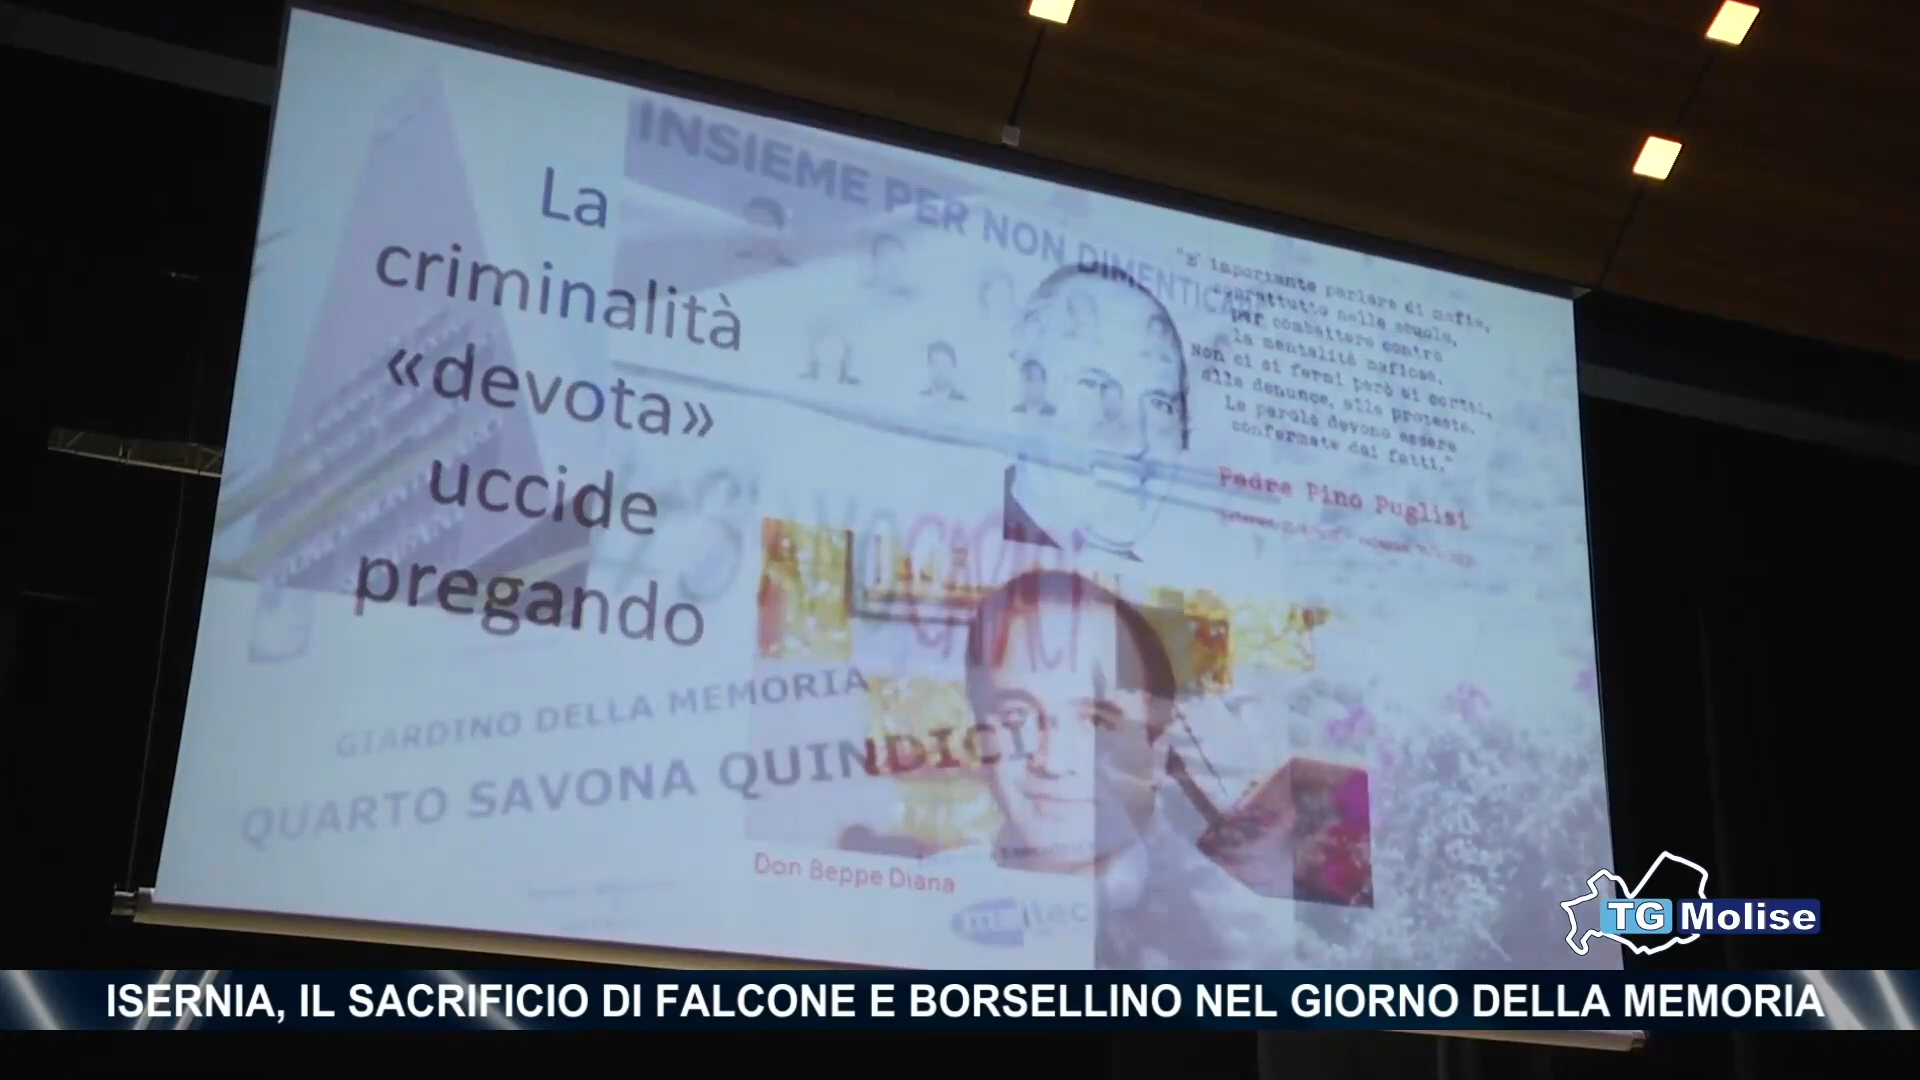 INSIEME PER NON DIMENTICARE
La
criminalità
«devota»
uccide
pregando
"E' importante parlare di mafia,
soprattutto nelle scuole,
per combattere contro
la mentalità mafiosa.
Non ci si fermi però ai cortei,
alle denunce, alle proteste.
Le parole devono essere
confermate dai fatti."
Padre Pino Puglisi
GIARDINO DELLA MEMORIA
QUARTO SAVONA QUINDICI
Don Beppe Diana
TG Molise
ISERNIA, IL SACRIFICIO DI FALCONE E BORSELLINO NEL GIORNO DELLA MEMORIA